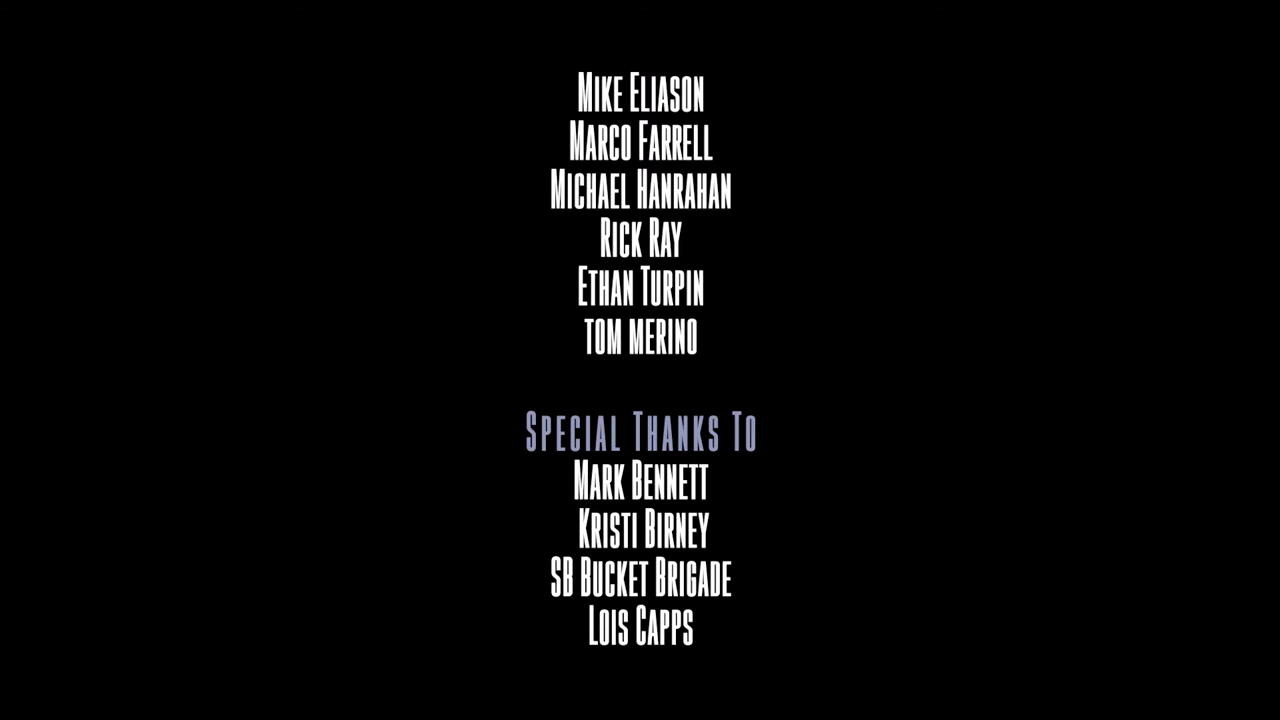 Mike Eliason
Marco Farrell
Michael Hanrahan
Rick Ray
Ethan Turpin
tom merino
Special Thanks To
Mark Bennett
Kristi Birney
SB Bucket Brigade
Lois Capps